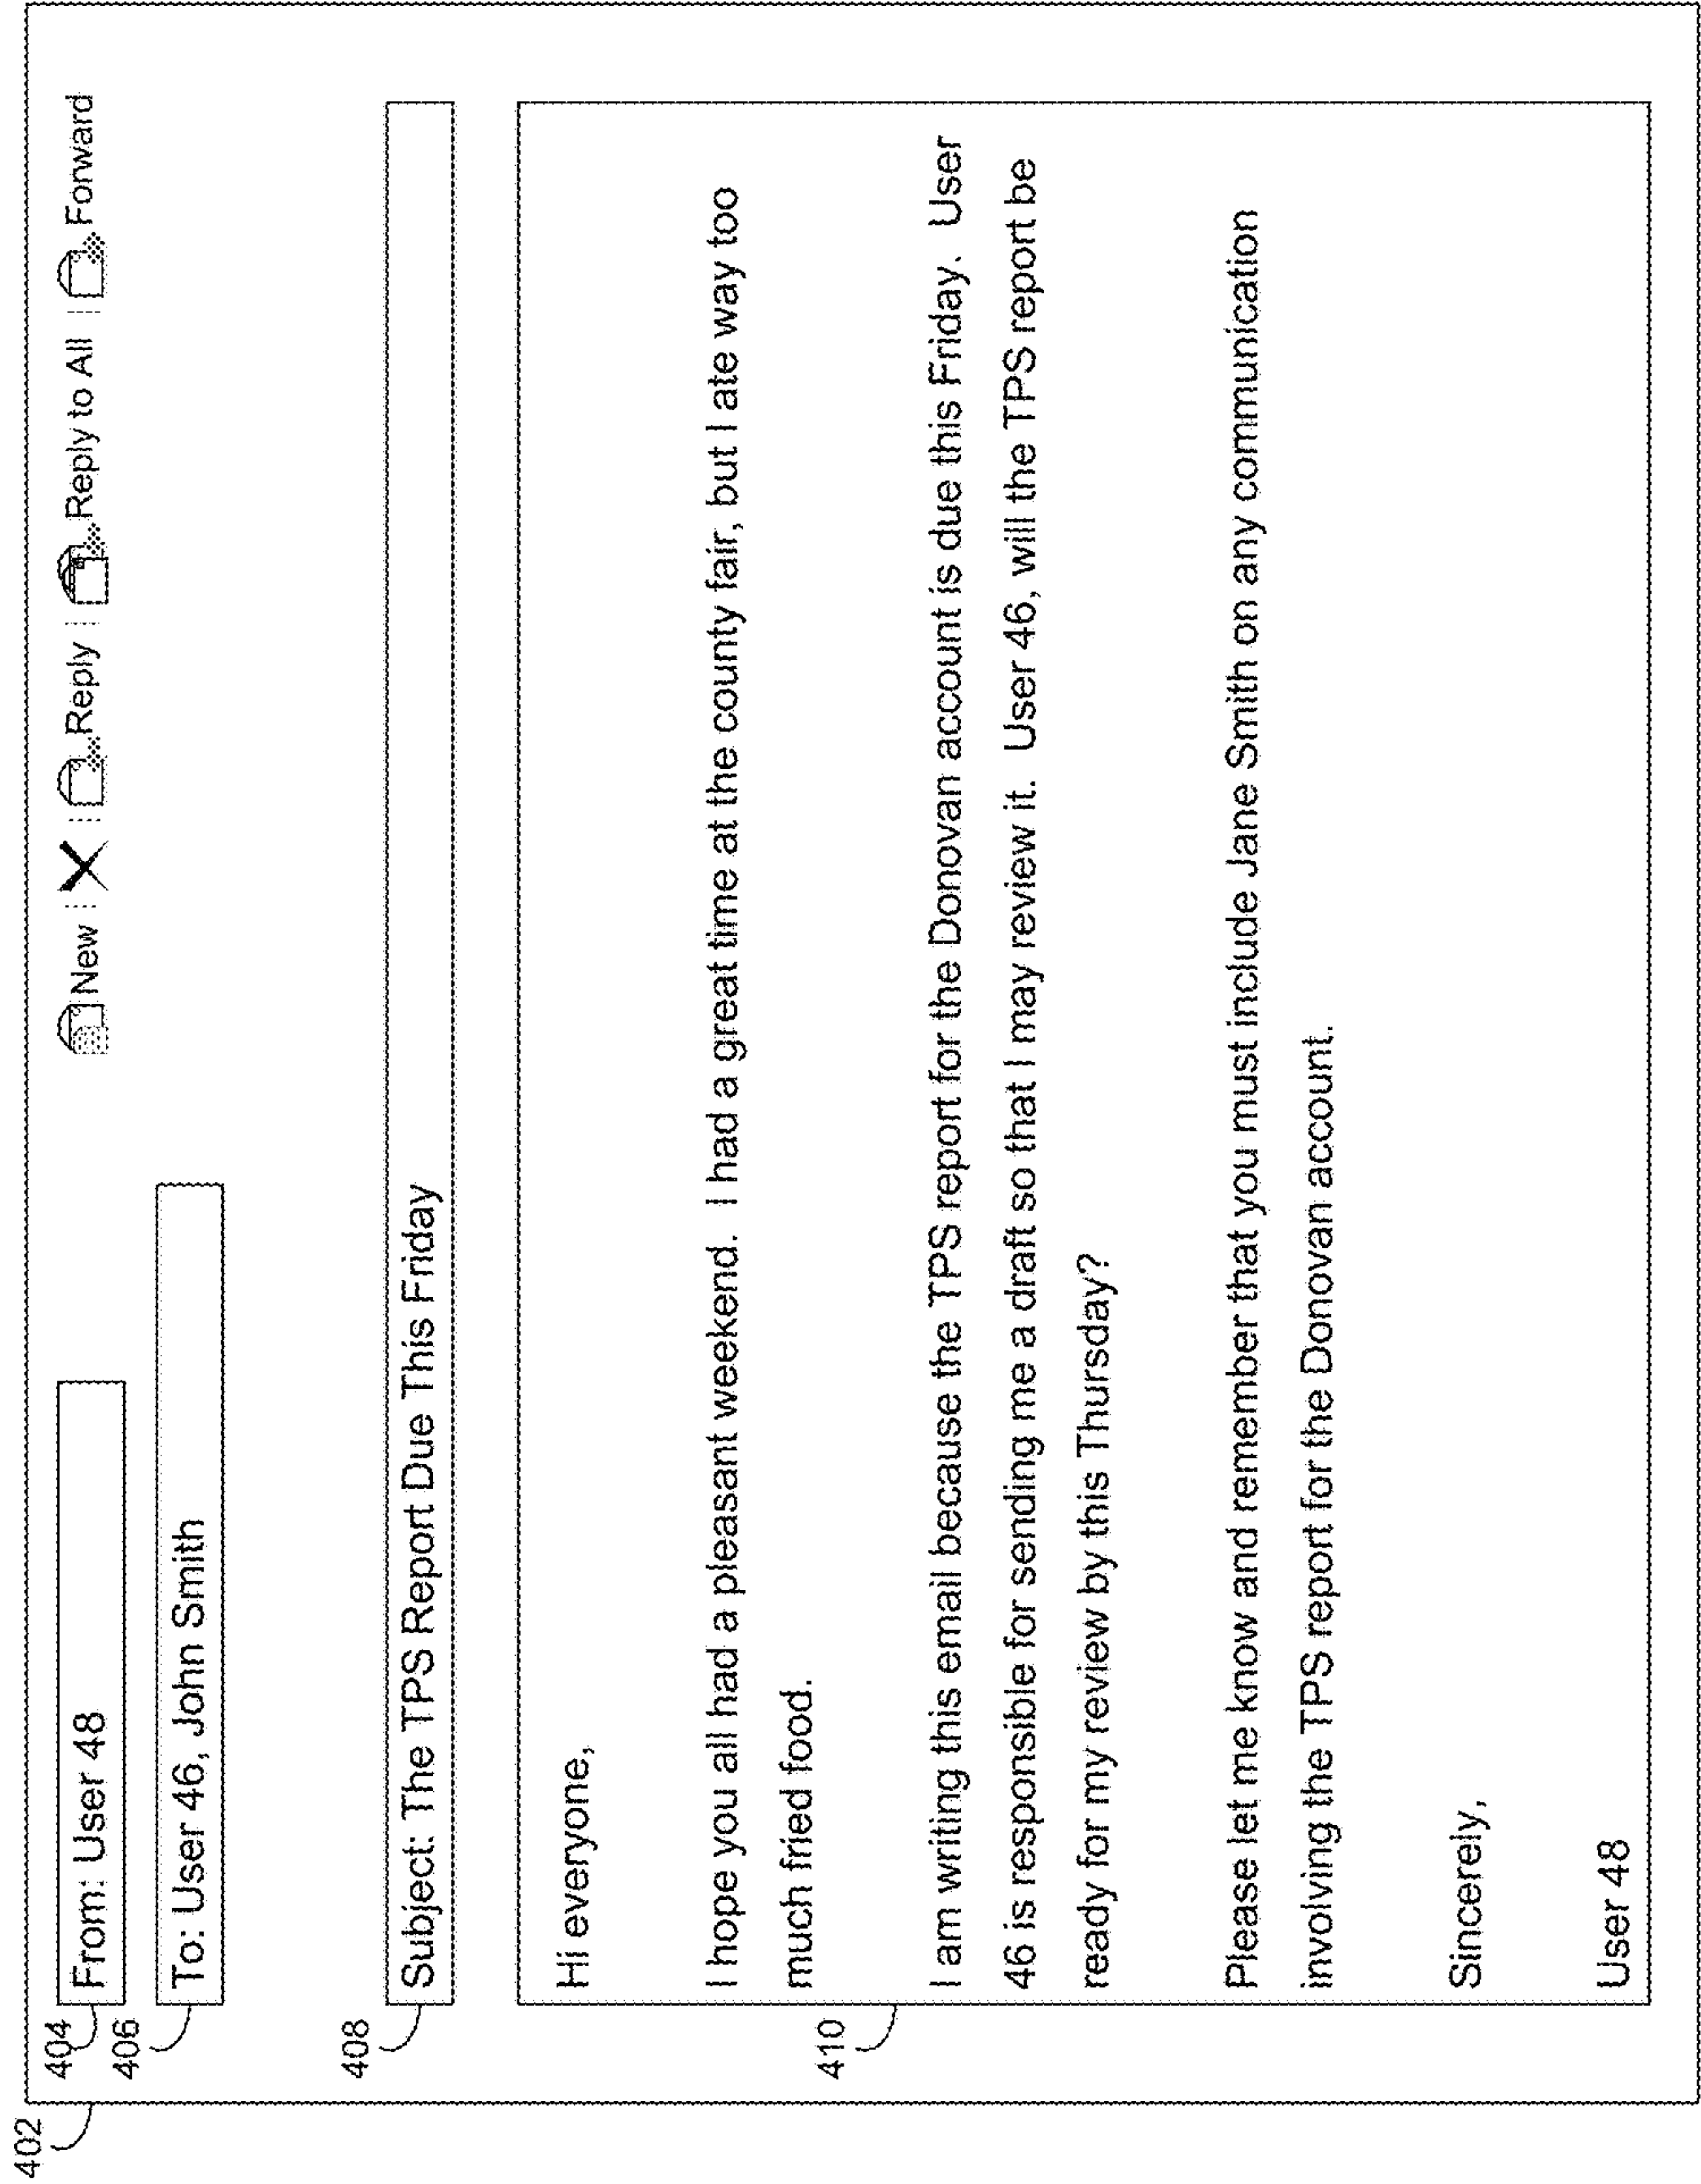 402
404
From: User 48
New
Reply
Reply to All
Forward
406
To: User 46, John Smith
408
Subject: The TPS Report Due This Friday
410
Hi everyone,
I hope you all had a pleasant weekend. I had a great time at the county fair, but I ate way too
much fried food.
I am writing this email because the TPS report for the Donovan account is due this Friday. User
46 is responsible for sending me a draft so that I may review it. User 46, will the TPS report be
ready for my review by this Thursday?
Please let me know and remember that you must include Jane Smith on any communication
involving the TPS report for the Donovan account.
Sincerely,
User 48